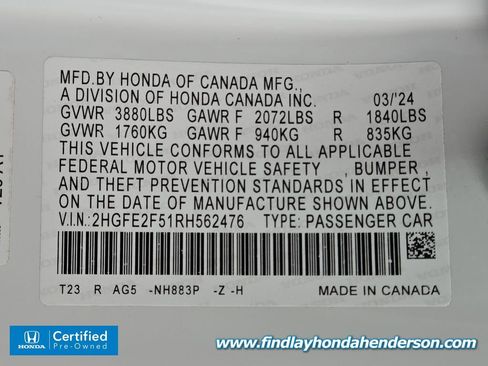 MFD.BY HONDA OF CANADA MFG.,
A DIVISION OF HONDA CANADA INC. 03/'24
GVWR 3880LBS GAWR F 2072LBS R 1840LBS
GVWR 1760KG GAWR F 940KG R 835KG
THIS VEHICLE CONFORMS TO ALL APPLICABLE
FEDERAL MOTOR VEHICLE SAFETY , BUMPER,
AND THEFT PREVENTION STANDARDS IN EFFECT
ON THE DATE OF MANUFACTURE SHOWN ABOVE.
V.I.N.: 2HGFE2F51RH562476 TYPE: PASSENGER CAR
T23 R AG5 -NH883P -Z -H MADE IN CANADA
HONDA
Certified
Pre-Owned
www.findlayhondahenderson.com/